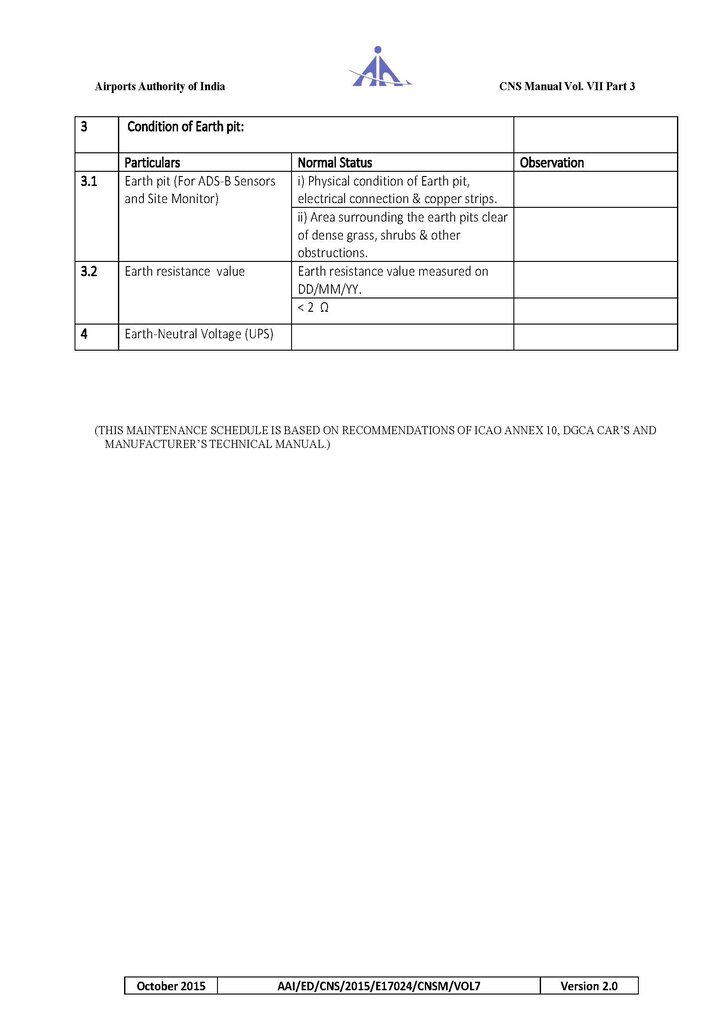 Airports Authority of India CNS Manual Vol. VII Part 3
3 Condition of Earth pit:
Particulars Normal Status Observation
3.1 Earth pit (For ADS-B Sensors and Site Monitor) i) Physical condition of Earth pit,
electrical connection & copper strips.
ii) Area surrounding the earth pits clear
of dense grass, shrubs & other
obstructions.
3.2 Earth resistance value Earth resistance value measured on
DD/MM/YY.
< 2 Ω
4 Earth-Neutral Voltage (UPS)
(THIS MAINTENANCE SCHEDULE IS BASED ON RECOMMENDATIONS OF ICAO ANNEX 10, DGCA CAR'S AND
MANUFACTURER'S TECHNICAL MANUAL.)
October 2015 AAI/ED/CNS/2015/E17024/CNSM/VOL7 Version 2.0